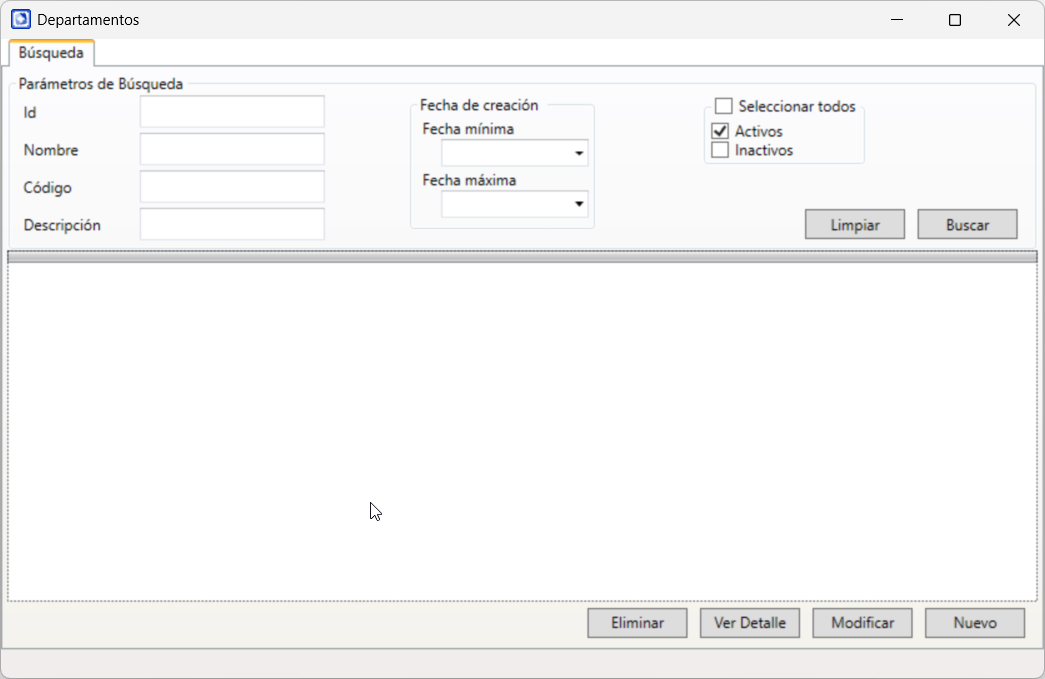 Departamentos
Búsqueda
Parámetros de Búsqueda
Id
Nombre
Código
Descripción
Fecha de creación
Fecha mínima
Fecha máxima
Seleccionar todos
Activos
Inactivos
Limpiar
Buscar
Eliminar
Ver Detalle
Modificar
Nuevo